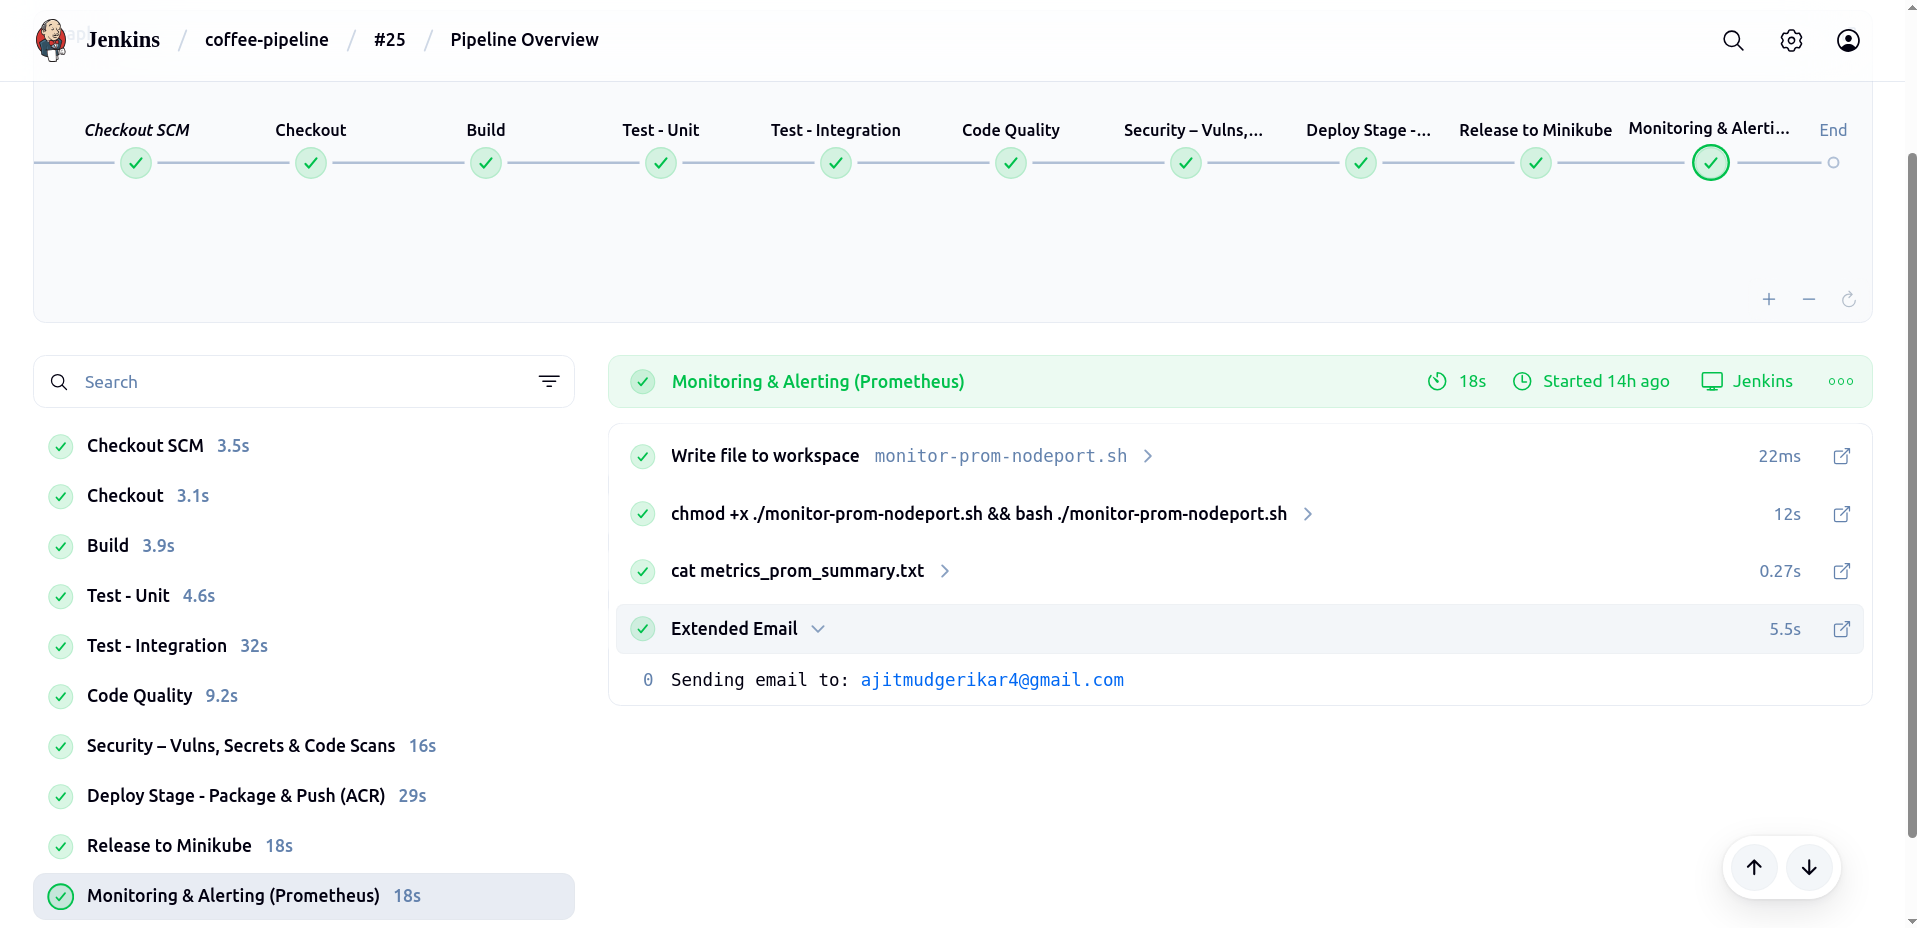 Jenkins / coffee-pipeline / #25 / Pipeline Overview
Checkout SCM Checkout Build Test - Unit Test - Integration Code Quality Security – Vulns,... Deploy Stage -... Release to Minikube Monitoring & Alerti... End
Search
Checkout SCM 3.5s
Checkout 3.1s
Build 3.9s
Test - Unit 4.6s
Test - Integration 32s
Code Quality 9.2s
Security – Vulns, Secrets & Code Scans 16s
Deploy Stage - Package & Push (ACR) 29s
Release to Minikube 18s
Monitoring & Alerting (Prometheus) 18s
Monitoring & Alerting (Prometheus) 18s Started 14h ago Jenkins
Write file to workspace monitor-prom-nodeport.sh 22ms
chmod +x ./monitor-prom-nodeport.sh && bash ./monitor-prom-nodeport.sh 12s
cat metrics_prom_summary.txt 0.27s
Extended Email 5.5s
0 Sending email to: ajitmudgerikar4@gmail.com